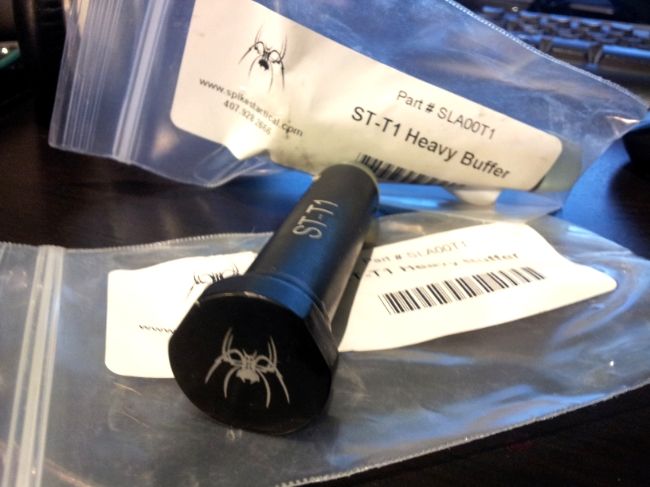 www.spikestactical.com
407.928.2666
Part # SLA00T1
ST-T1 Heavy Buffer
ST-T1
Part # SLA00T1
T-T1 Heavy Buffer
www.